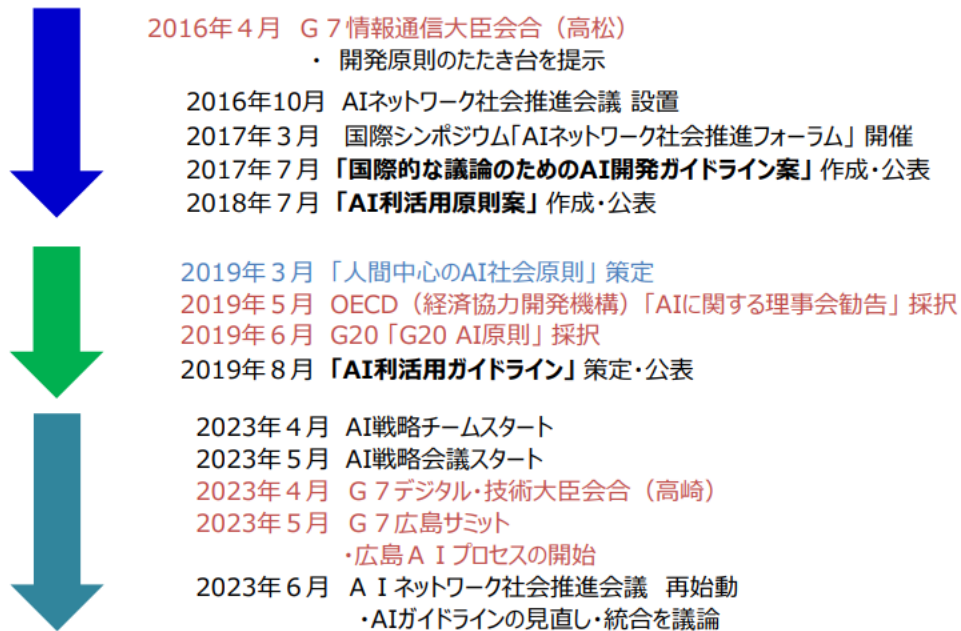 2016年４月　Ｇ７情報通信大臣会合（高松）
・ 開発原則のたたき台を提示
2016年10月　AIネットワーク社会推進会議 設置
2017年３月　国際シンポジウム「AIネットワーク社会推進フォーラム」 開催
2017年７月 「国際的な議論のためのAI開発ガイドライン案」 作成・公表
2018年７月 「AI利活用原則案」 作成・公表
2019年３月 「人間中心のAI社会原則」 策定
2019年５月　OECD（経済協力開発機構）「AIに関する理事会勧告」 採択
2019年６月　G20 「G20 AI原則」 採択
2019年８月 「AI利活用ガイドライン」 策定・公表
2023年４月　AI戦略チームスタート
2023年５月　AI戦略会議スタート
2023年４月　Ｇ７デジタル・技術大臣会合（高崎）
2023年５月　Ｇ７広島サミット
・広島ＡＩプロセスの開始
2023年６月　ＡＩネットワーク社会推進会議　再始動
・AIガイドラインの見直し・統合を議論